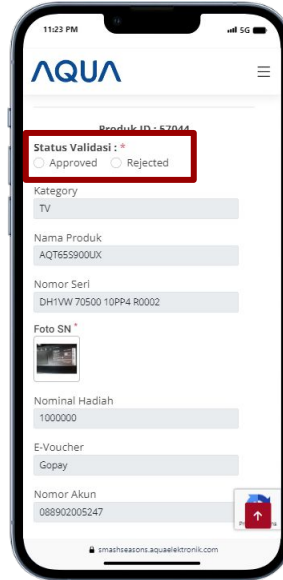 11:23 PM
5G
AQUA
Produk ID : 57044
Status Validasi : *
Approved Rejected
Kategory
TV
Nama Produk
AQT65S900UX
Nomor Seri
DH1VW 70500 10PP4 R0002
Foto SN *
Nominal Hadiah
1000000
E-Voucher
Gopay
Nomor Akun
088902005247
smashseasons.aquaelektronik.com